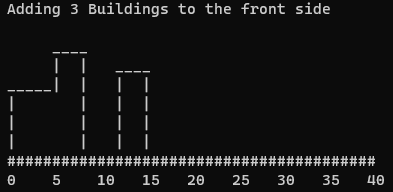 Adding 3 Buildings to the front side
     ____
     |  |   ____
_____|  |   |  |
|       |   |  |
|       |   |  |
|       |   |  |
#########################################
0    5    10   15   20   25   30   35   40